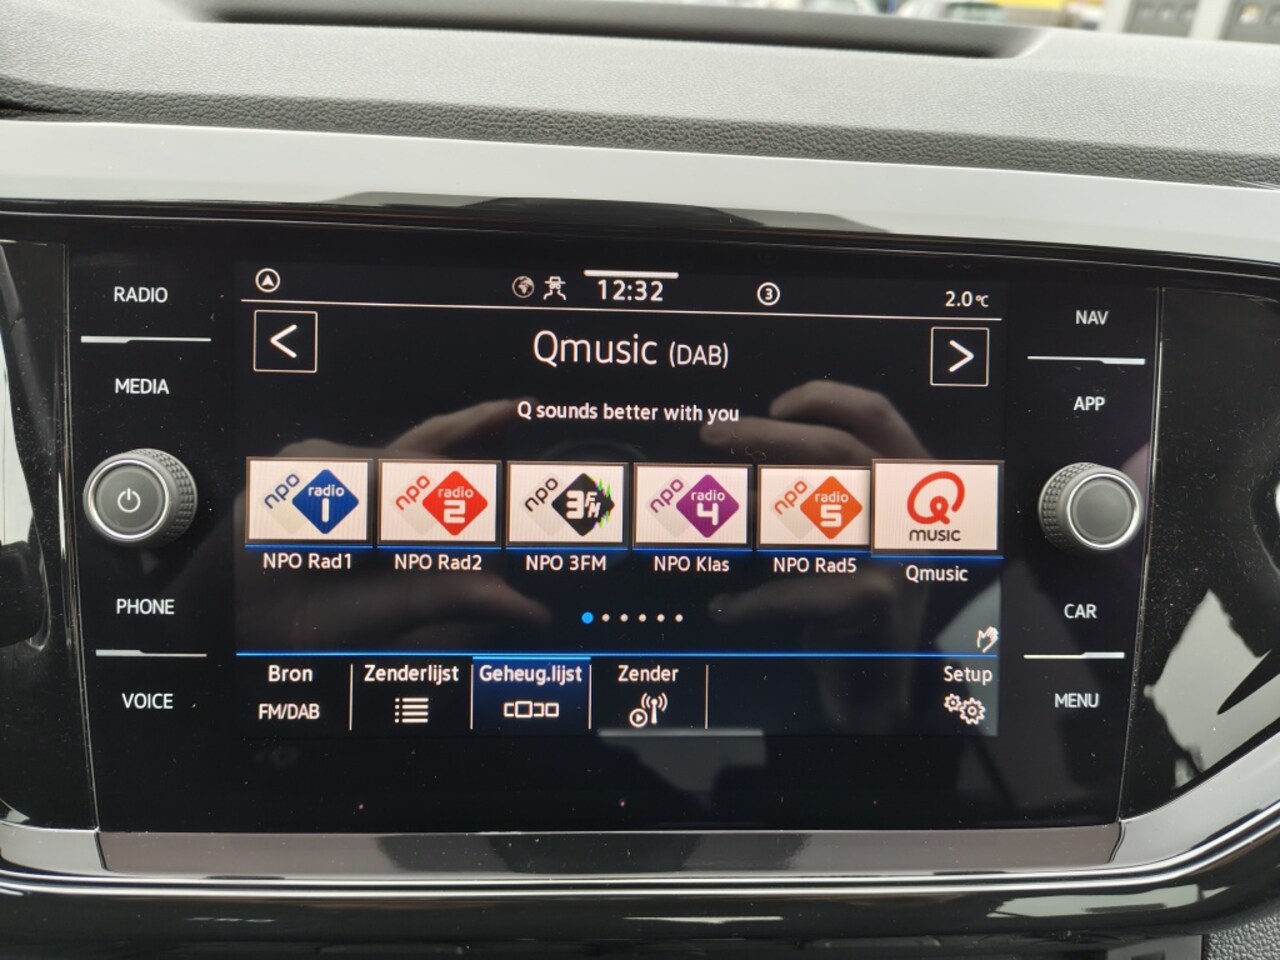 RADIO
MEDIA
PHONE
VOICE
12:32
3
2.0°C
Qmusic (DAB)
Q sounds better with you
npo radio 1
npo radio 2
npo 3FM
npo radio 4
npo radio 5
Q MUSIC
NPO Rad1
NPO Rad2
NPO 3FM
NPO Klas
NPO Rad5
Qmusic
Bron
FM/DAB
Zenderlijst
Geheug.lijst
Zender
Setup
NAV
APP
CAR
MENU